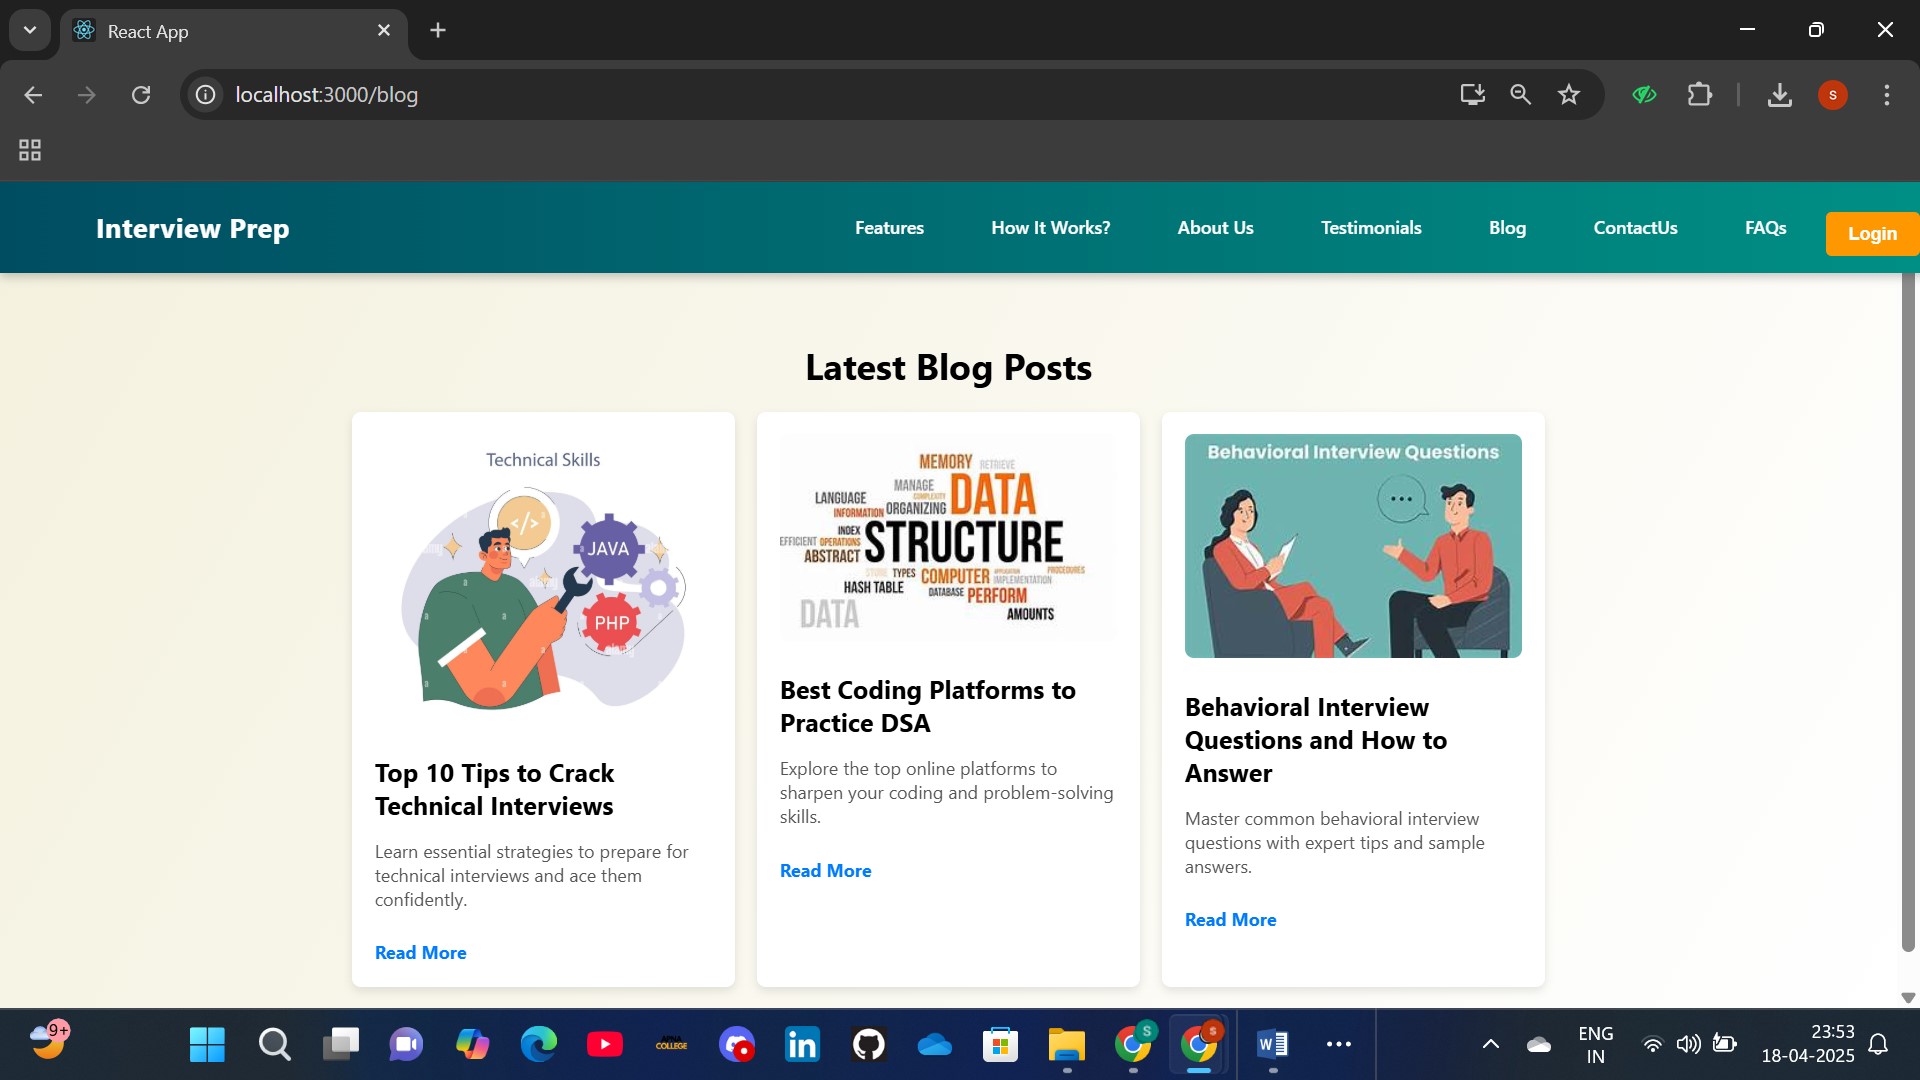 React App
localhost:3000/blog
S
Interview Prep
Features
How It Works?
About Us
Testimonials
Blog
ContactUs
FAQs
Login
Latest Blog Posts
Technical Skills
</>
JAVA
PHP
Top 10 Tips to Crack
Technical Interviews
Learn essential strategies to prepare for
technical interviews and ace them
confidently.
Read More
MEMORY RETRIEVE
MANAGE
COMPLEXITY
DATA
LANGUAGE
INFORMATION ORGANIZING
INDEX
STRUCTURE
EFFICIENT OPERATIONS
ABSTRACT
STORE TYPES COMPUTER APPLICATION
IMPLEMENTATION
PROCEDURES
HASH TABLE
DATABASE PERFORM
DATA
AMOUNTS
Best Coding Platforms to
Practice DSA
Explore the top online platforms to
sharpen your coding and problem-solving
skills.
Read More
Behavioral Interview Questions
Behavioral Interview
Questions and How to
Answer
Master common behavioral interview
questions with expert tips and sample
answers.
Read More
9+
APNA
COLLEGE
in
S
S
W
ENG
IN
23:53
18-04-2025